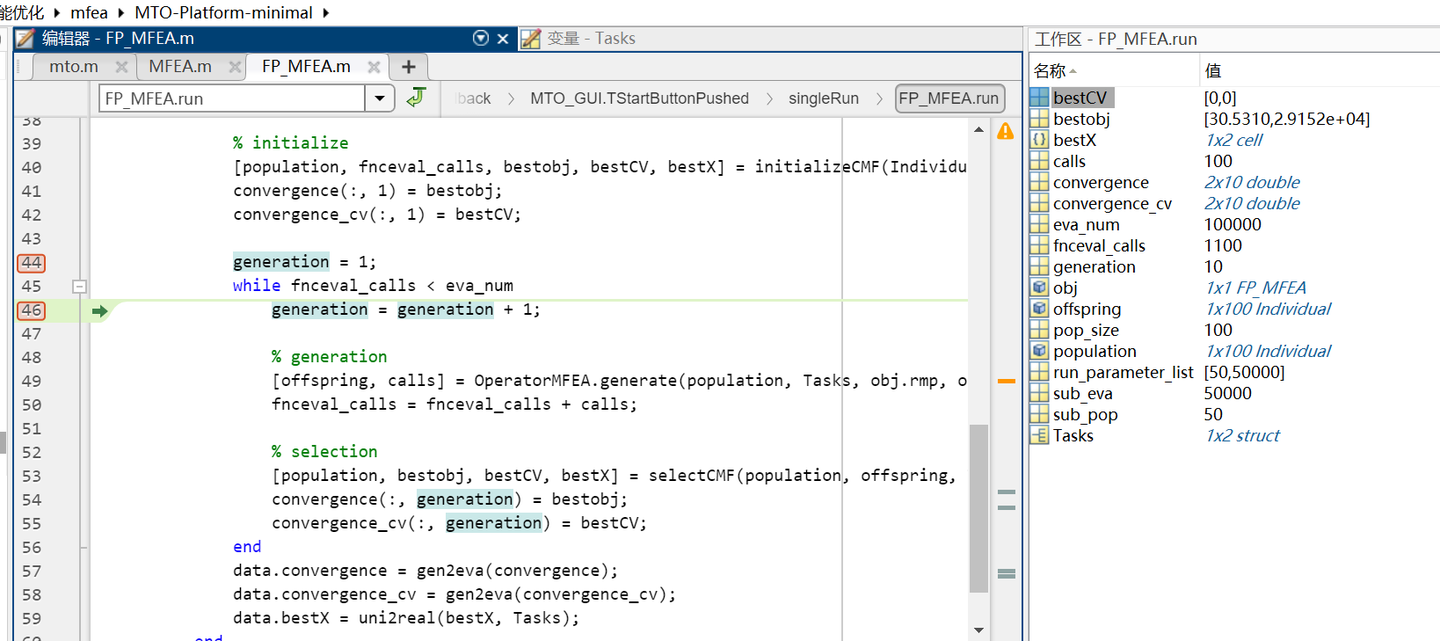 能优化 ▸ mfea ▸ MTO-Platform-minimal ▸
编辑器 - FP_MFEA.m
变量 - Tasks
mto.m × MFEA.m × FP_MFEA.m × +
FP_MFEA.run
lback > MTO_GUI.TStartButtonPushed > singleRun > FP_MFEA.run
38
39 % initialize
40 [population, fnceval_calls, bestobj, bestCV, bestX] = initializeCMF(Individu
41 convergence(:, 1) = bestobj;
42 convergence_cv(:, 1) = bestCV;
43
44 generation = 1;
45 while fnceval_calls < eva_num
46 generation = generation + 1;
47
48 % generation
49 [offspring, calls] = OperatorMFEA.generate(population, Tasks, obj.rmp, o
50 fnceval_calls = fnceval_calls + calls;
51
52 % selection
53 [population, bestobj, bestCV, bestX] = selectCMF(population, offspring,
54 convergence(:, generation) = bestobj;
55 convergence_cv(:, generation) = bestCV;
56 end
57 data.convergence = gen2eva(convergence);
58 data.convergence_cv = gen2eva(convergence_cv);
59 data.bestX = uni2real(bestX, Tasks);
60 end
工作区 - FP_MFEA.run
名称 值
bestCV [0,0]
bestobj [30.5310,2.9152e+04]
bestX 1x2 cell
calls 100
convergence 2x10 double
convergence_cv 2x10 double
eva_num 100000
fnceval_calls 1100
generation 10
obj 1x1 FP_MFEA
offspring 1x100 Individual
pop_size 100
population 1x100 Individual
run_parameter_list [50,50000]
sub_eva 50000
sub_pop 50
Tasks 1x2 struct